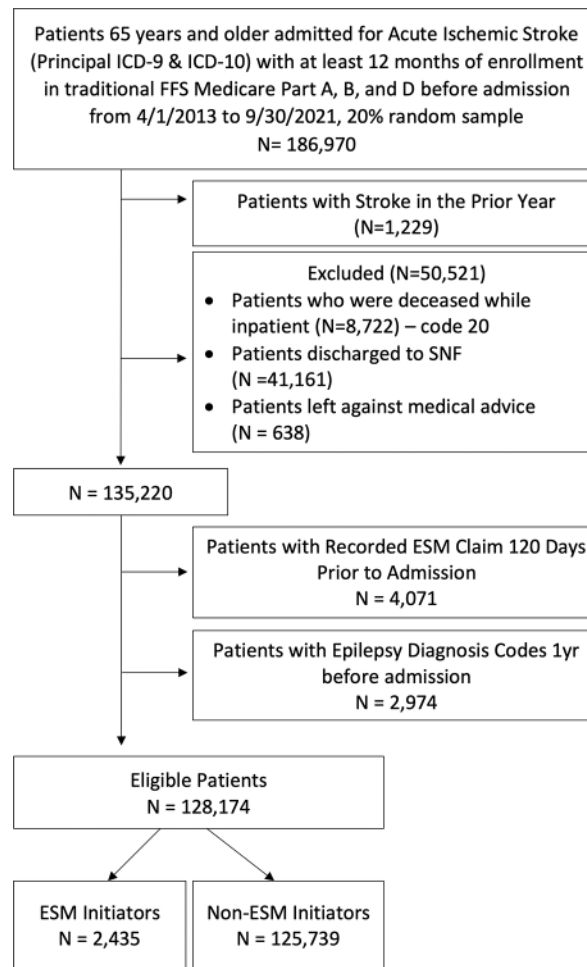 Patients 65 years and older admitted for Acute Ischemic Stroke
(Principal ICD-9 & ICD-10) with at least 12 months of enrollment
in traditional FFS Medicare Part A, B, and D before admission
from 4/1/2013 to 9/30/2021, 20% random sample
N= 186,970
Patients with Stroke in the Prior Year
(N=1,229)
Excluded (N=50,521)
• Patients who were deceased while
inpatient (N=8,722) – code 20
• Patients discharged to SNF
(N =41,161)
• Patients left against medical advice
(N = 638)
N = 135,220
Patients with Recorded ESM Claim 120 Days
Prior to Admission
N = 4,071
Patients with Epilepsy Diagnosis Codes 1yr
before admission
N = 2,974
Eligible Patients
N = 128,174
ESM Initiators
N = 2,435
Non-ESM Initiators
N = 125,739